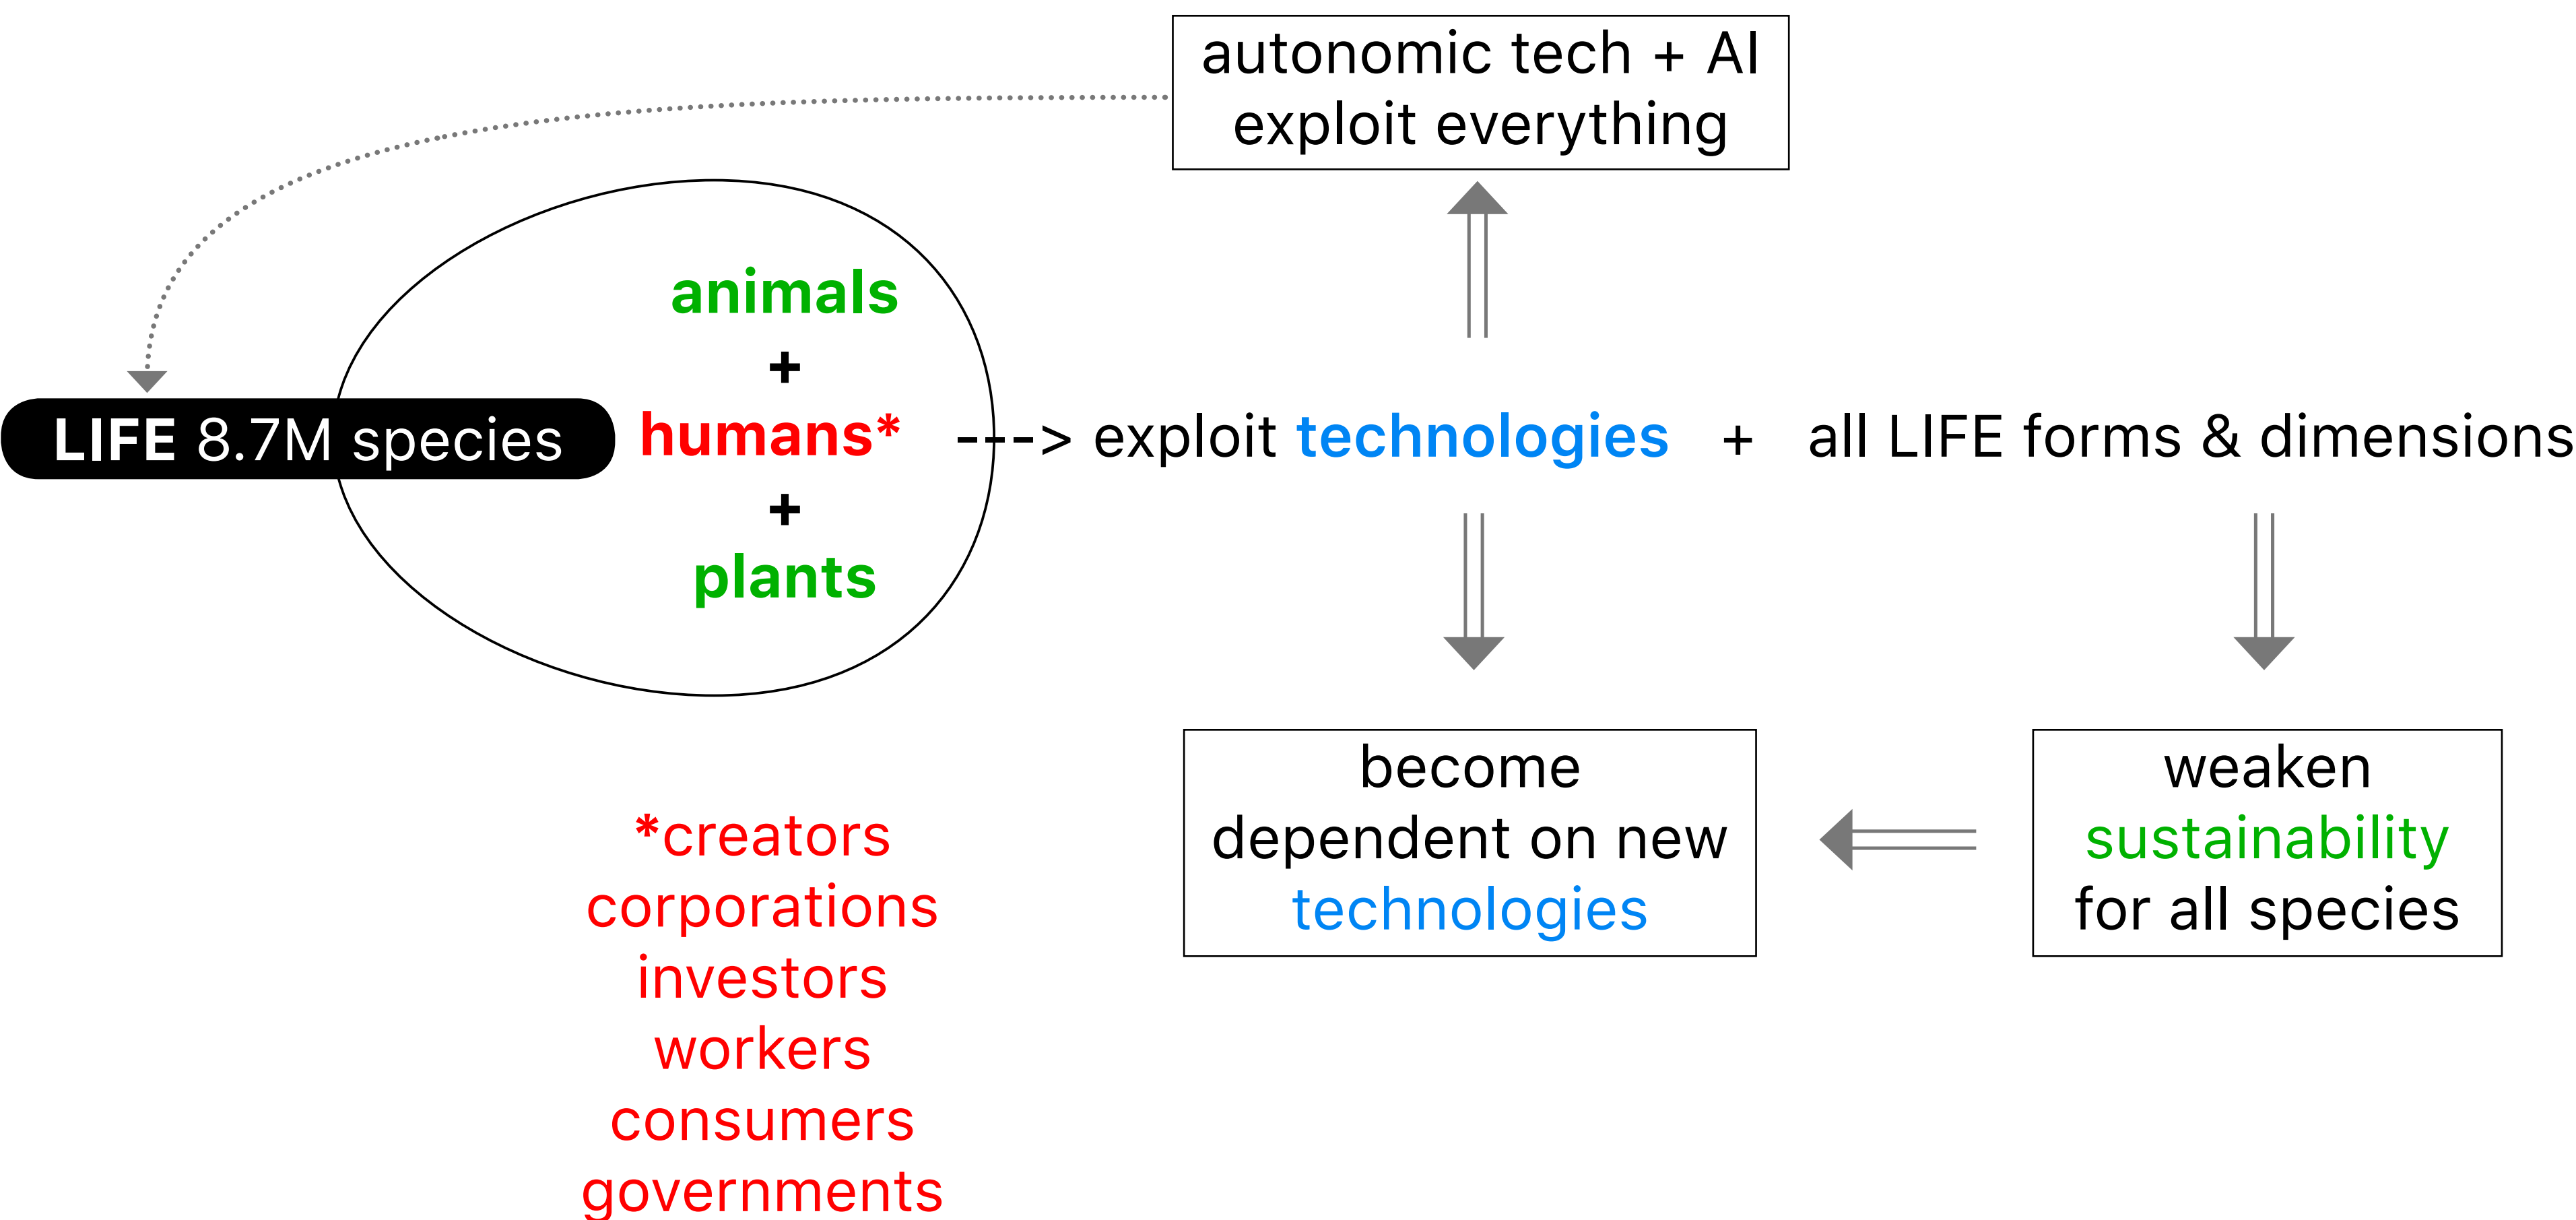 autonomic tech + AI
exploit everything
animals
+
LIFE 8.7M species humans* ---> exploit technologies + all LIFE forms & dimensions
+
plants
become
dependent on new
technologies
weaken
sustainability
for all species
*creators
corporations
investors
workers
consumers
governments